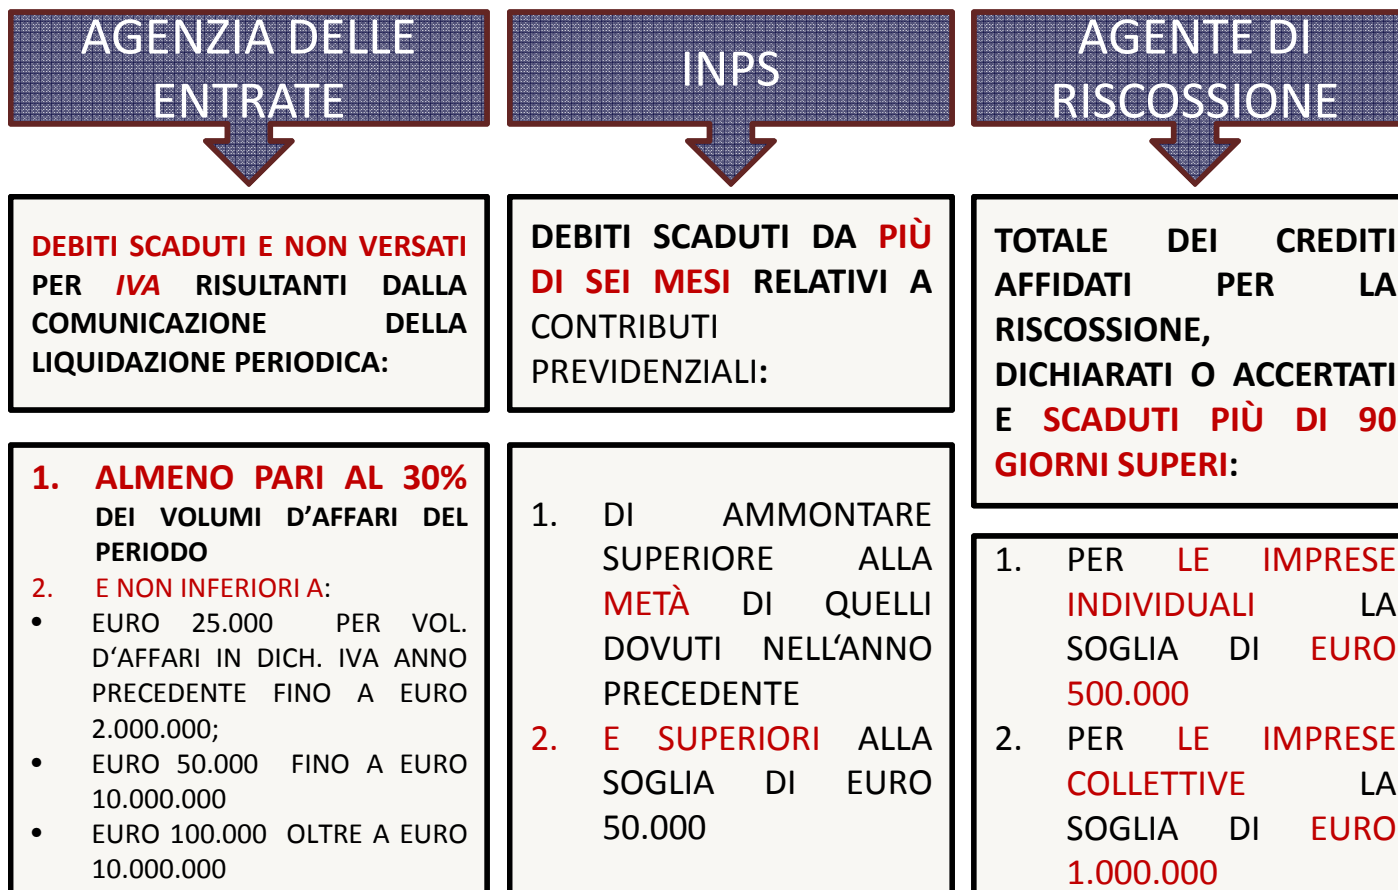 AGENZIA DELLE
ENTRATE
DEBITI SCADUTI E NON VERSATI
PER IVA RISULTANTI DALLA
COMUNICAZIONE DELLA
LIQUIDAZIONE PERIODICA:
1. ALMENO PARI AL 30%
DEI VOLUMI D’AFFARI DEL
PERIODO
2. E NON INFERIORI A:
• EURO 25.000 PER VOL.
D‘AFFARI IN DICH. IVA ANNO
PRECEDENTE FINO A EURO
2.000.000;
• EURO 50.000 FINO A EURO
10.000.000
• EURO 100.000 OLTRE A EURO
10.000.000
INPS
DEBITI SCADUTI DA PIÙ
DI SEI MESI RELATIVI A
CONTRIBUTI
PREVIDENZIALI:
1. DI AMMONTARE
SUPERIORE ALLA
METÀ DI QUELLI
DOVUTI NELL‘ANNO
PRECEDENTE
2. E SUPERIORI ALLA
SOGLIA DI EURO
50.000
AGENTE DI
RISCOSSIONE
TOTALE DEI CREDITI
AFFIDATI PER LA
RISCOSSIONE,
DICHIARATI O ACCERTATI
E SCADUTI PIÙ DI 90
GIORNI SUPERI:
1. PER LE IMPRESE
INDIVIDUALI LA
SOGLIA DI EURO
500.000
2. PER LE IMPRESE
COLLETTIVE LA
SOGLIA DI EURO
1.000.000